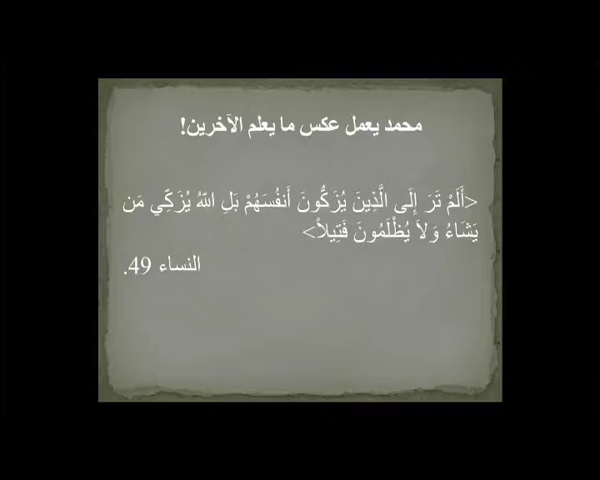 محمد يعمل عكس ما يعلم الآخرين!
<أَلَمْ تَرَ إِلَى الَّذِينَ يُزَكُّونَ أَنفُسَهُمْ بَلِ اللّهُ يُزَكِّي مَن
يَشَاءُ وَلاَ يُظْلَمُونَ فَتِيلاً>
النساء 49.